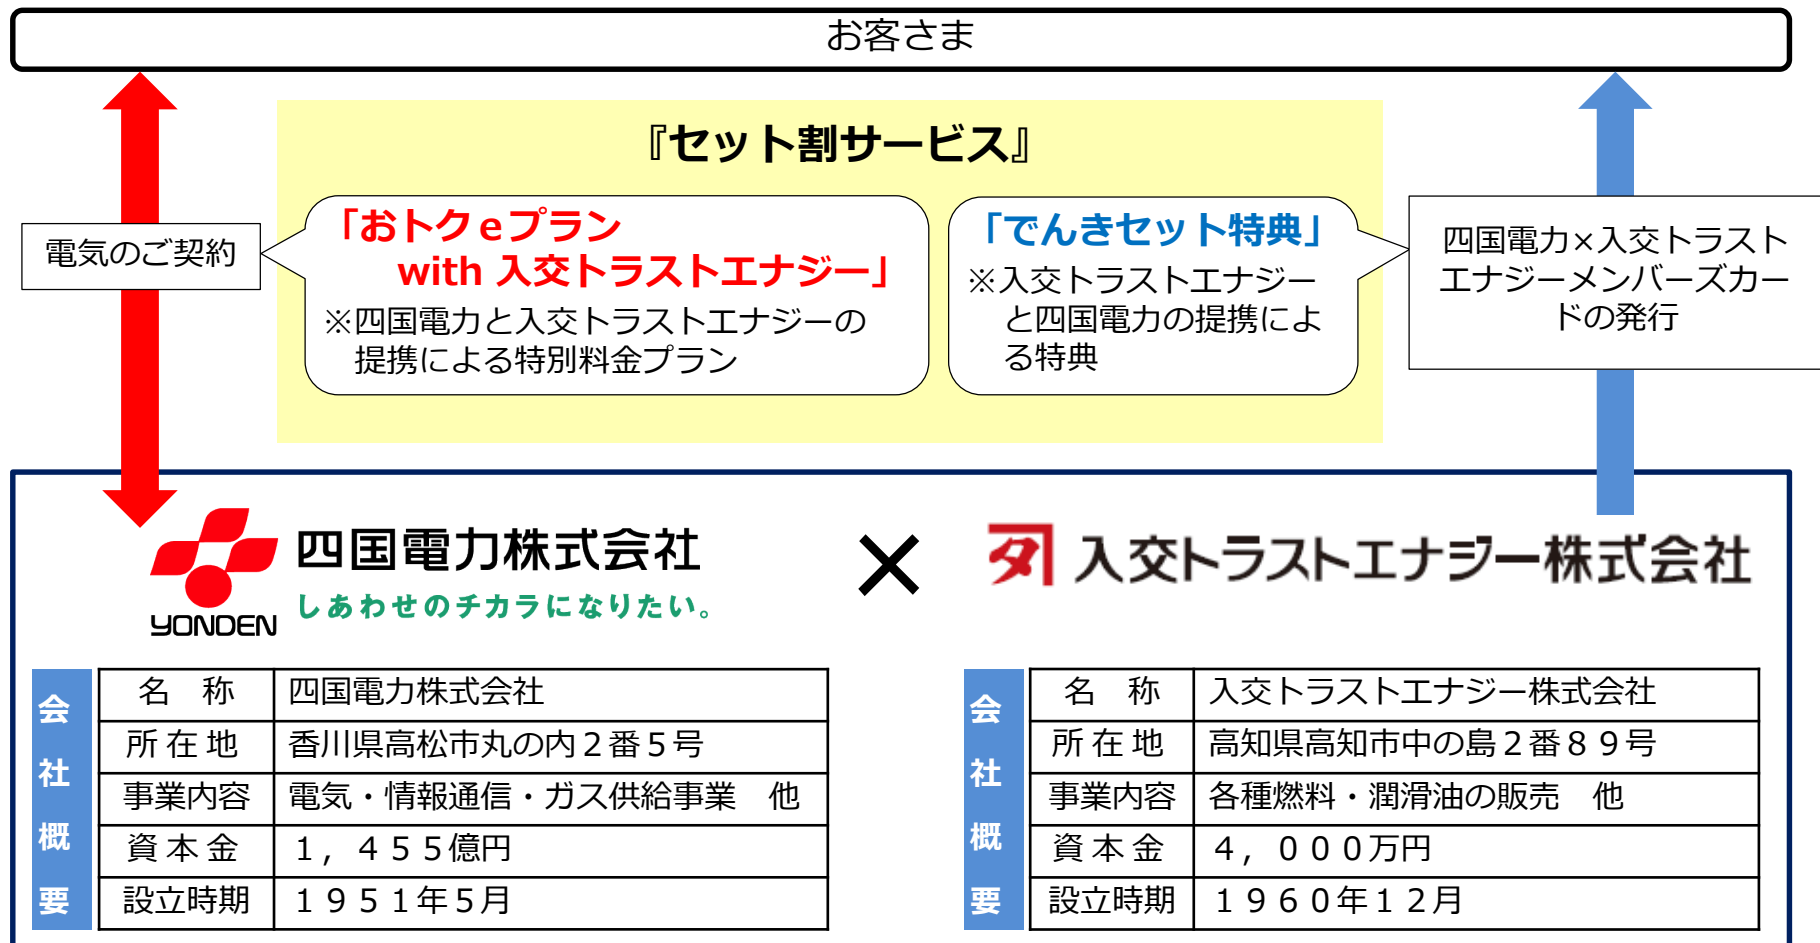 お客さま
『セット割サービス』
電気のご契約
「おトクeプラン
with 入交トラストエナジー」
※四国電力と入交トラストエナジーの
提携による特別料金プラン
「でんきセット特典」
※入交トラストエナジー
と四国電力の提携によ
る特典
四国電力×入交トラスト
エナジーメンバーズカー
ドの発行
YONDEN
四国電力株式会社
しあわせのチカラになりたい。
×
入交トラストエナジー株式会社
会社概要
名　称 四国電力株式会社
所在地 香川県高松市丸の内２番５号
事業内容 電気・情報通信・ガス供給事業　他
資本金 １，４５５億円
設立時期 １９５１年５月
会社概要
名　称 入交トラストエナジー株式会社
所在地 高知県高知市中の島２番８９号
事業内容 各種燃料・潤滑油の販売　他
資本金 ４，０００万円
設立時期 １９６０年１２月